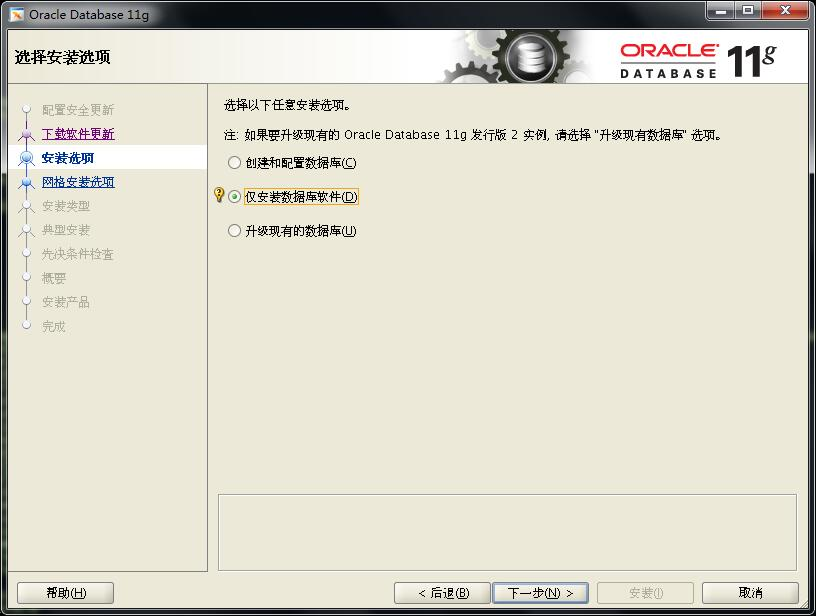 Oracle Database 11g
选择安装选项
ORACLE
DATABASE 11g
配置安全更新
下载软件更新
安装选项
网格安装选项
安装类型
典型安装
先决条件检查
概要
安装产品
完成
选择以下任意安装选项。
注: 如果要升级现有的 Oracle Database 11g 发行版 2 实例, 请选择 "升级现有数据库" 选项。
创建和配置数据库(C)
仅安装数据库软件(D)
升级现有的数据库(U)
帮助(H)
< 后退(B)
下一步(N) >
安装(I)
取消